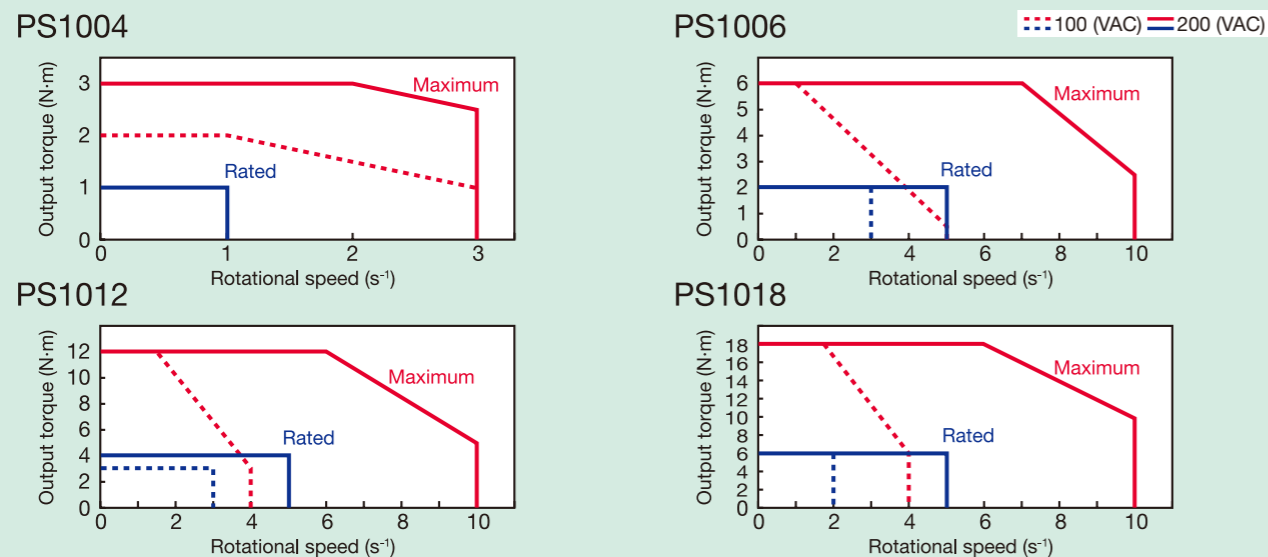 PS1004
Output torque (N·m)
3
2
1
0
Maximum
Rated
0 1 2 3
Rotational speed (s⁻¹)
PS1006
100 (VAC) 200 (VAC)
Output torque (N·m)
6
5
4
3
2
1
0
Maximum
Rated
0 2 4 6 8 10
Rotational speed (s⁻¹)
PS1012
Output torque (N·m)
12
10
8
6
4
2
0
Maximum
Rated
0 2 4 6 8 10
Rotational speed (s⁻¹)
PS1018
Output torque (N·m)
18
16
14
12
10
8
6
4
2
0
Maximum
Rated
0 2 4 6 8 10
Rotational speed (s⁻¹)